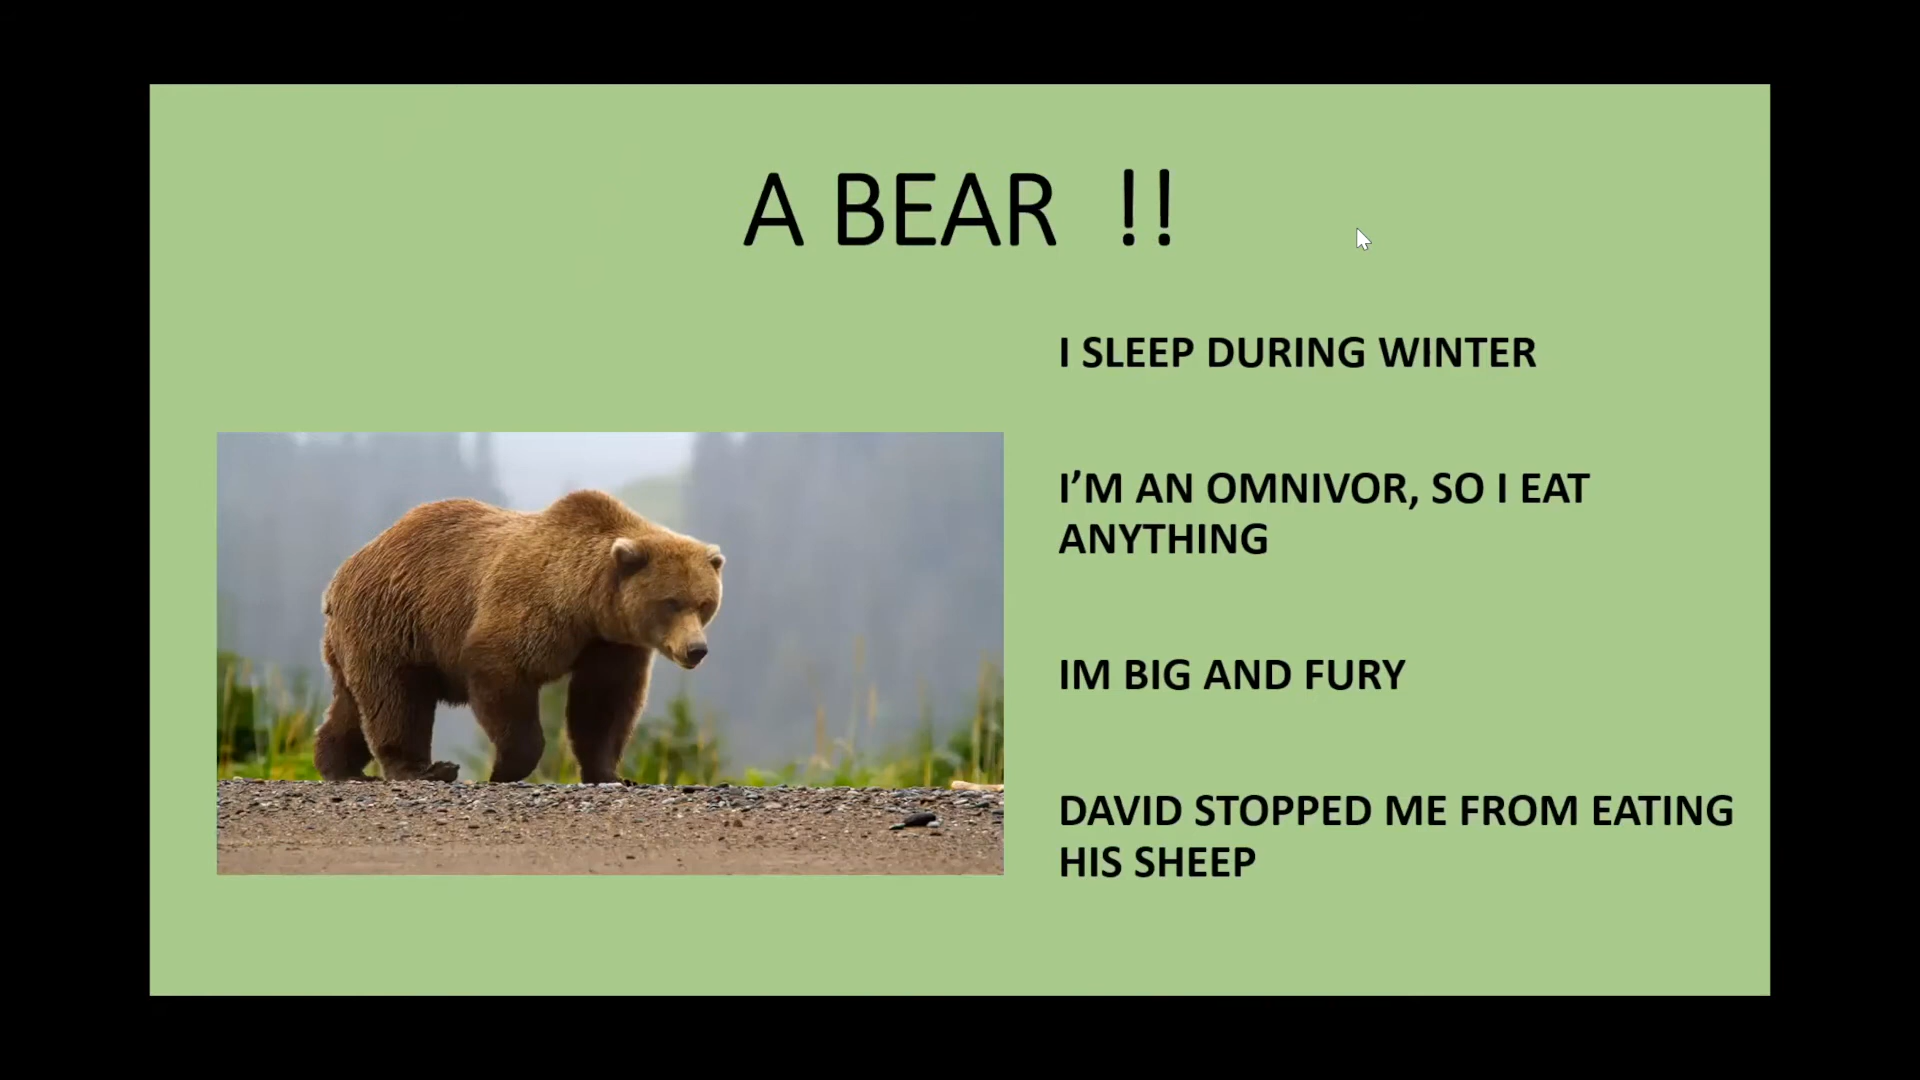 A BEAR !!
I SLEEP DURING WINTER
I’M AN OMNIVOR, SO I EAT
ANYTHING
IM BIG AND FURY
DAVID STOPPED ME FROM EATING
HIS SHEEP